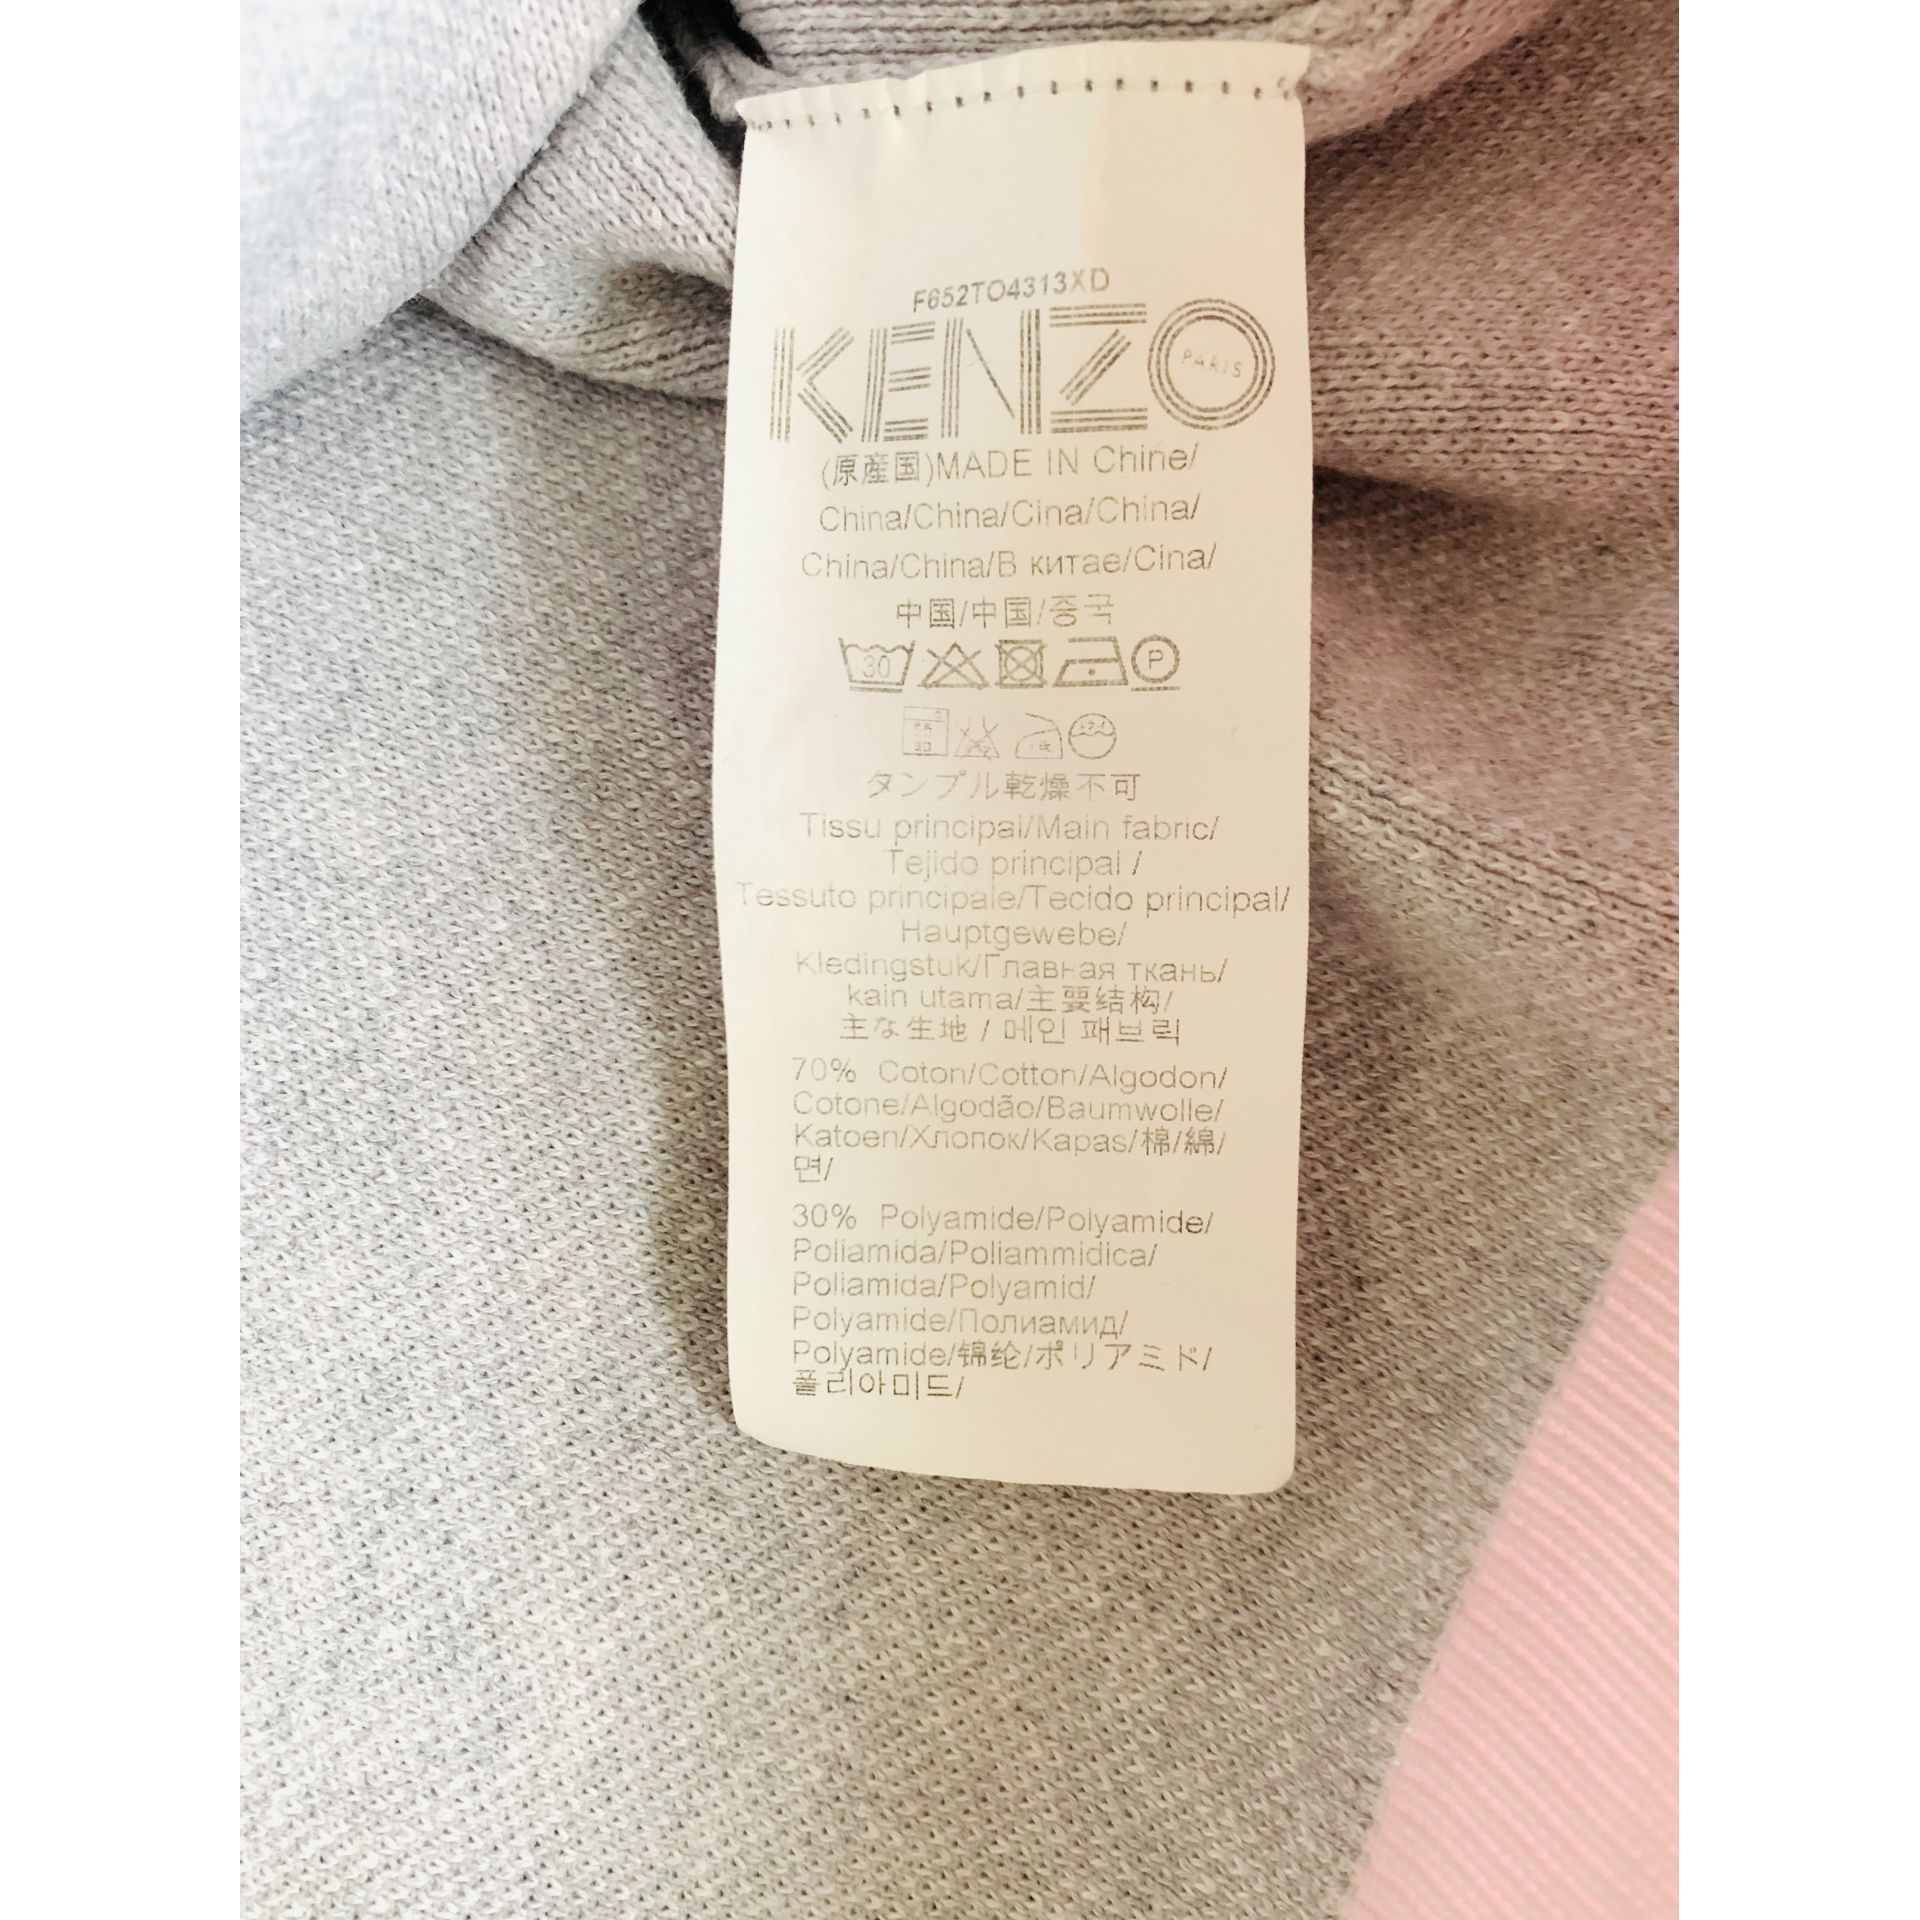 F652TO4313XD
KENZO
PARIS
(原産国)MADE IN Chine/
China/China/Cina/China/
China/China/В китае/Cina/
中国/中国/중국
30
P
タンブル乾燥不可
Tissu principal/Main fabric/
Tejido principal /
Tessuto principale/Tecido principal/
Hauptgewebe/
Kledingstuk/Главная ткань/
kain utama/主要结构/
主な生地 / 메인 패브릭
70% Coton/Cotton/Algodon/
Cotone/Algodão/Baumwolle/
Katoen/Хлопок/Kapas/棉/綿/
면/
30% Polyamide/Polyamide/
Poliamida/Poliammidica/
Poliamida/Polyamid/
Polyamide/Полиамид/
Polyamide/锦纶/ポリアミド/
폴리아미드/